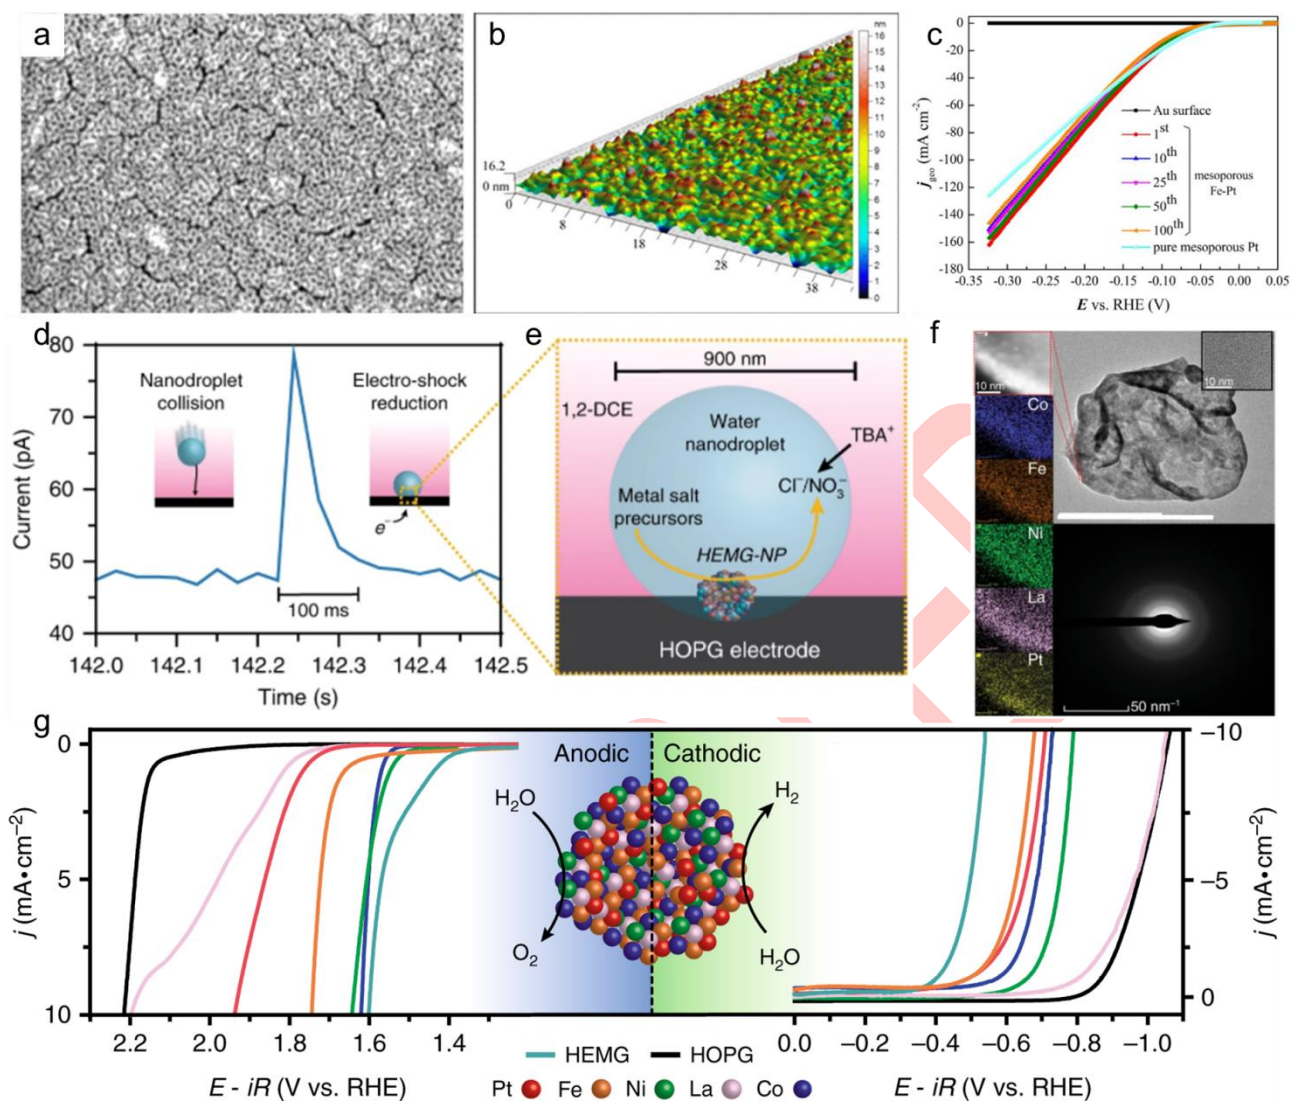 a
b
nm
16
15
14
13
12
11
10
9
8
7
6
5
4
3
2
1
0
16.2
0 nm
0
8
18
28
38
c
0
-20
-40
-60
-80
-100
-120
-140
-160
-180
j_geo (mA cm⁻²)
Au surface
1st
10th
25th
50th
100th
mesoporous
Fe-Pt
pure mesoporous Pt
-0.35 -0.30 -0.25 -0.20 -0.15 -0.10 -0.05 0.00 0.05
E vs. RHE (V)
d
80
70
60
50
40
Current (pA)
Nanodroplet
collision
Electro-shock
reduction
e⁻
100 ms
142.0 142.1 142.2 142.3 142.4 142.5
Time (s)
e
900 nm
1,2-DCE
Water
nanodroplet
TBA⁺
Cl⁻/NO₃⁻
Metal salt
precursors
HEMG-NP
HOPG electrode
f
10 nm
10 nm
Co
Fe
Ni
La
Pt
50 nm⁻¹
g
0
5
10
j (mA•cm⁻²)
2.2 2.0 1.8 1.6 1.4
E - iR (V vs. RHE)
Anodic
Cathodic
H₂O
O₂
H₂
H₂O
−10
−5
−2
0
j (mA•cm⁻²)
0.0 −0.2 −0.4 −0.6 −0.8 −1.0
E - iR (V vs. RHE)
HEMG HOPG
Pt Fe Ni La Co